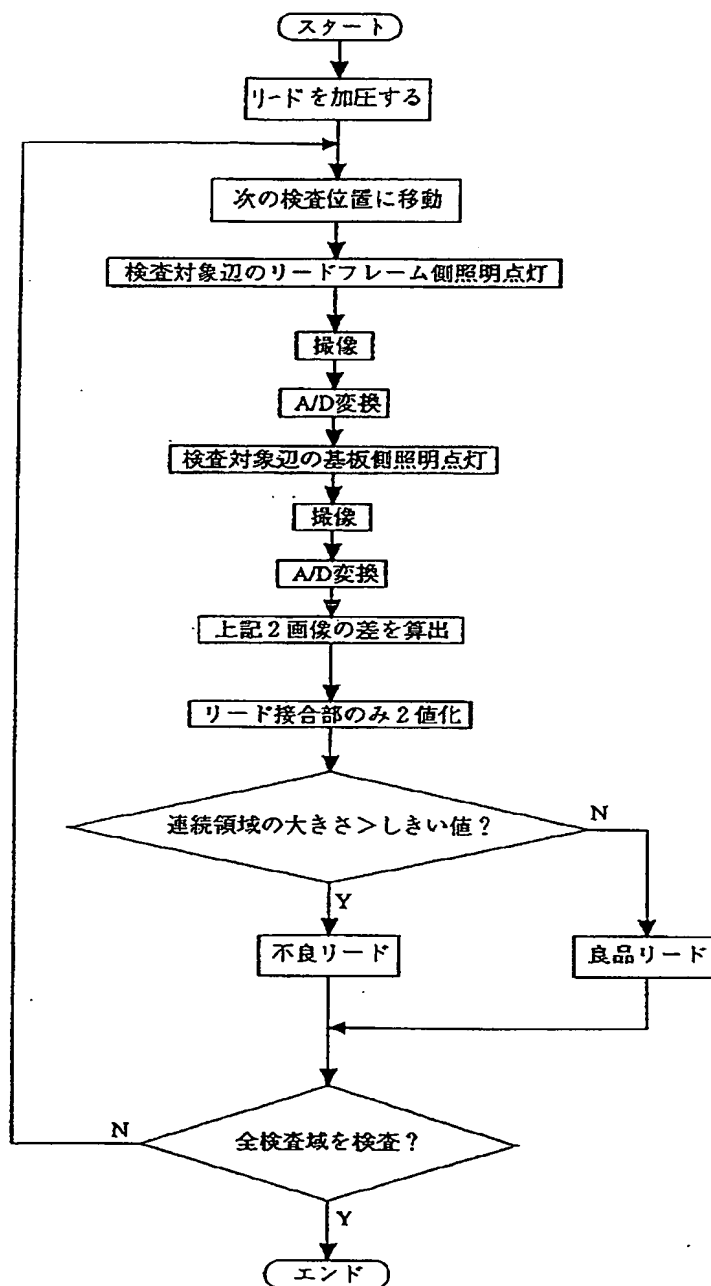 スタート
リードを加圧する
次の検査位置に移動
検査対象辺のリードフレーム側照明点灯
撮像
A/D変換
検査対象辺の基板側照明点灯
撮像
A/D変換
上記2画像の差を算出
リード接合部のみ2値化
連続領域の大きさ>しきい値?
N
Y
不良リード
良品リード
N
全検査域を検査?
Y
エンド